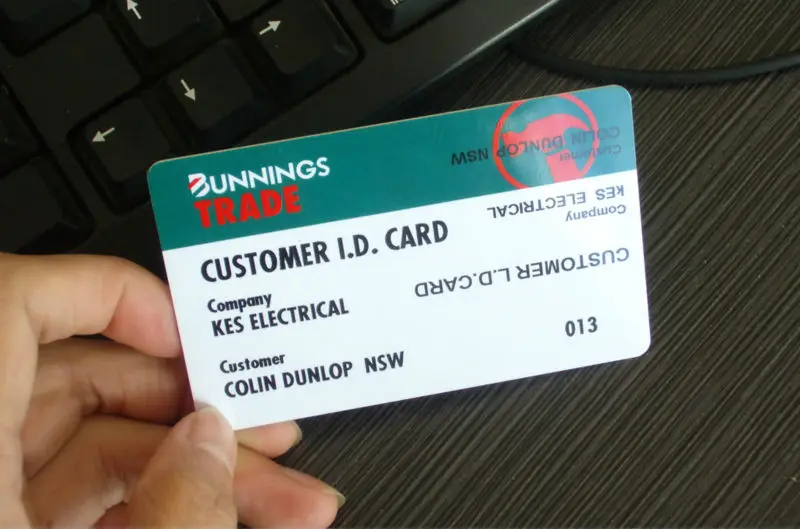 BUNNINGS
TRADE
CUSTOMER I.D. CARD
Company
KES ELECTRICAL
Customer
COLIN DUNLOP NSW
013
CUSTOMER L.D.CARD
Company
KES ELECTRICAL
Customer
COLIN DUNLOP NSW